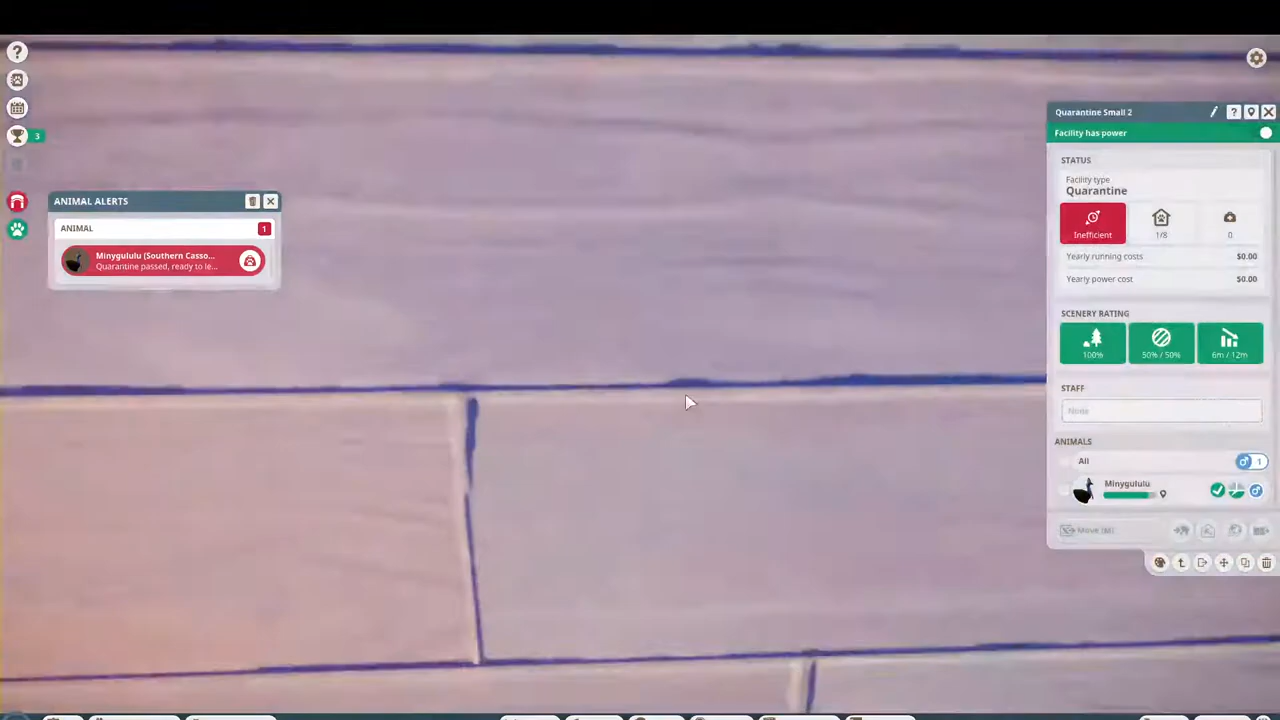 ?
3
ANIMAL ALERTS
ANIMAL
1
Minygululu (Southern Casso...
Quarantine passed, ready to le...
Quarantine Small 2
?
Facility has power
STATUS
Facility type
Quarantine
Inefficient
1/8
0
Yearly running costs
$0.00
Yearly power cost
$0.00
SCENERY RATING
100%
50% / 50%
6m / 12m
STAFF
None
ANIMALS
All
1
Minygululu
Move (M)